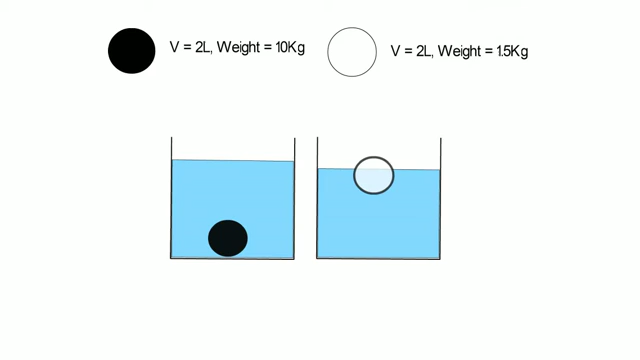 V = 2L, Weight = 10Kg
V = 2L, Weight = 1.5Kg